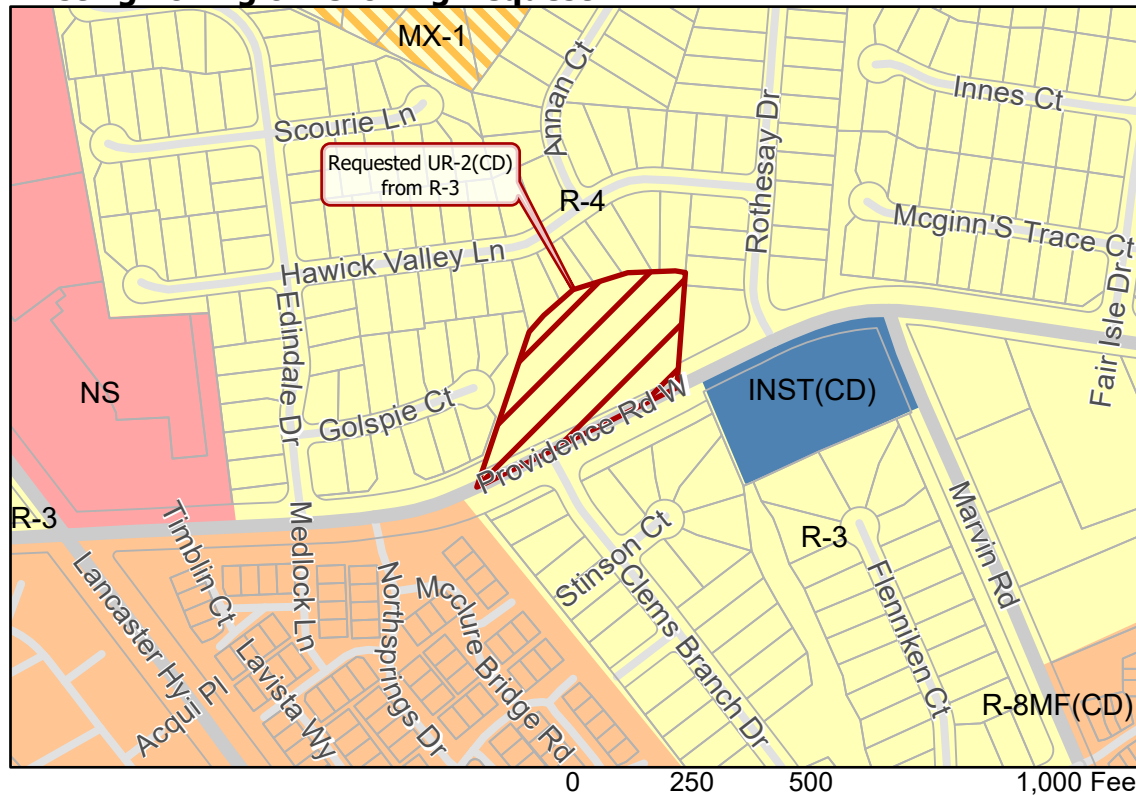 MX-1
Annan Ct
Innes Ct
Scourie Ln
Rothesay Dr
Requested UR-2(CD)
from R-3
R-4
Mcginn'S Trace Ct
Hawick Valley Ln
Fair Isle Dr
Edindale Dr
NS
INST(CD)
Golspie Ct
Providence Rd W
R-3
Timblin Ct
Medlock Ln
Stinson Ct
R-3
Marvin Rd
Lancaster Hy
Northsprings Dr
Mcclure Bridge Rd
Clems Branch Dr
Flenniken Ct
Acqui Pl
Lavista Wy
R-8MF(CD)
0 250 500 1,000 Fee